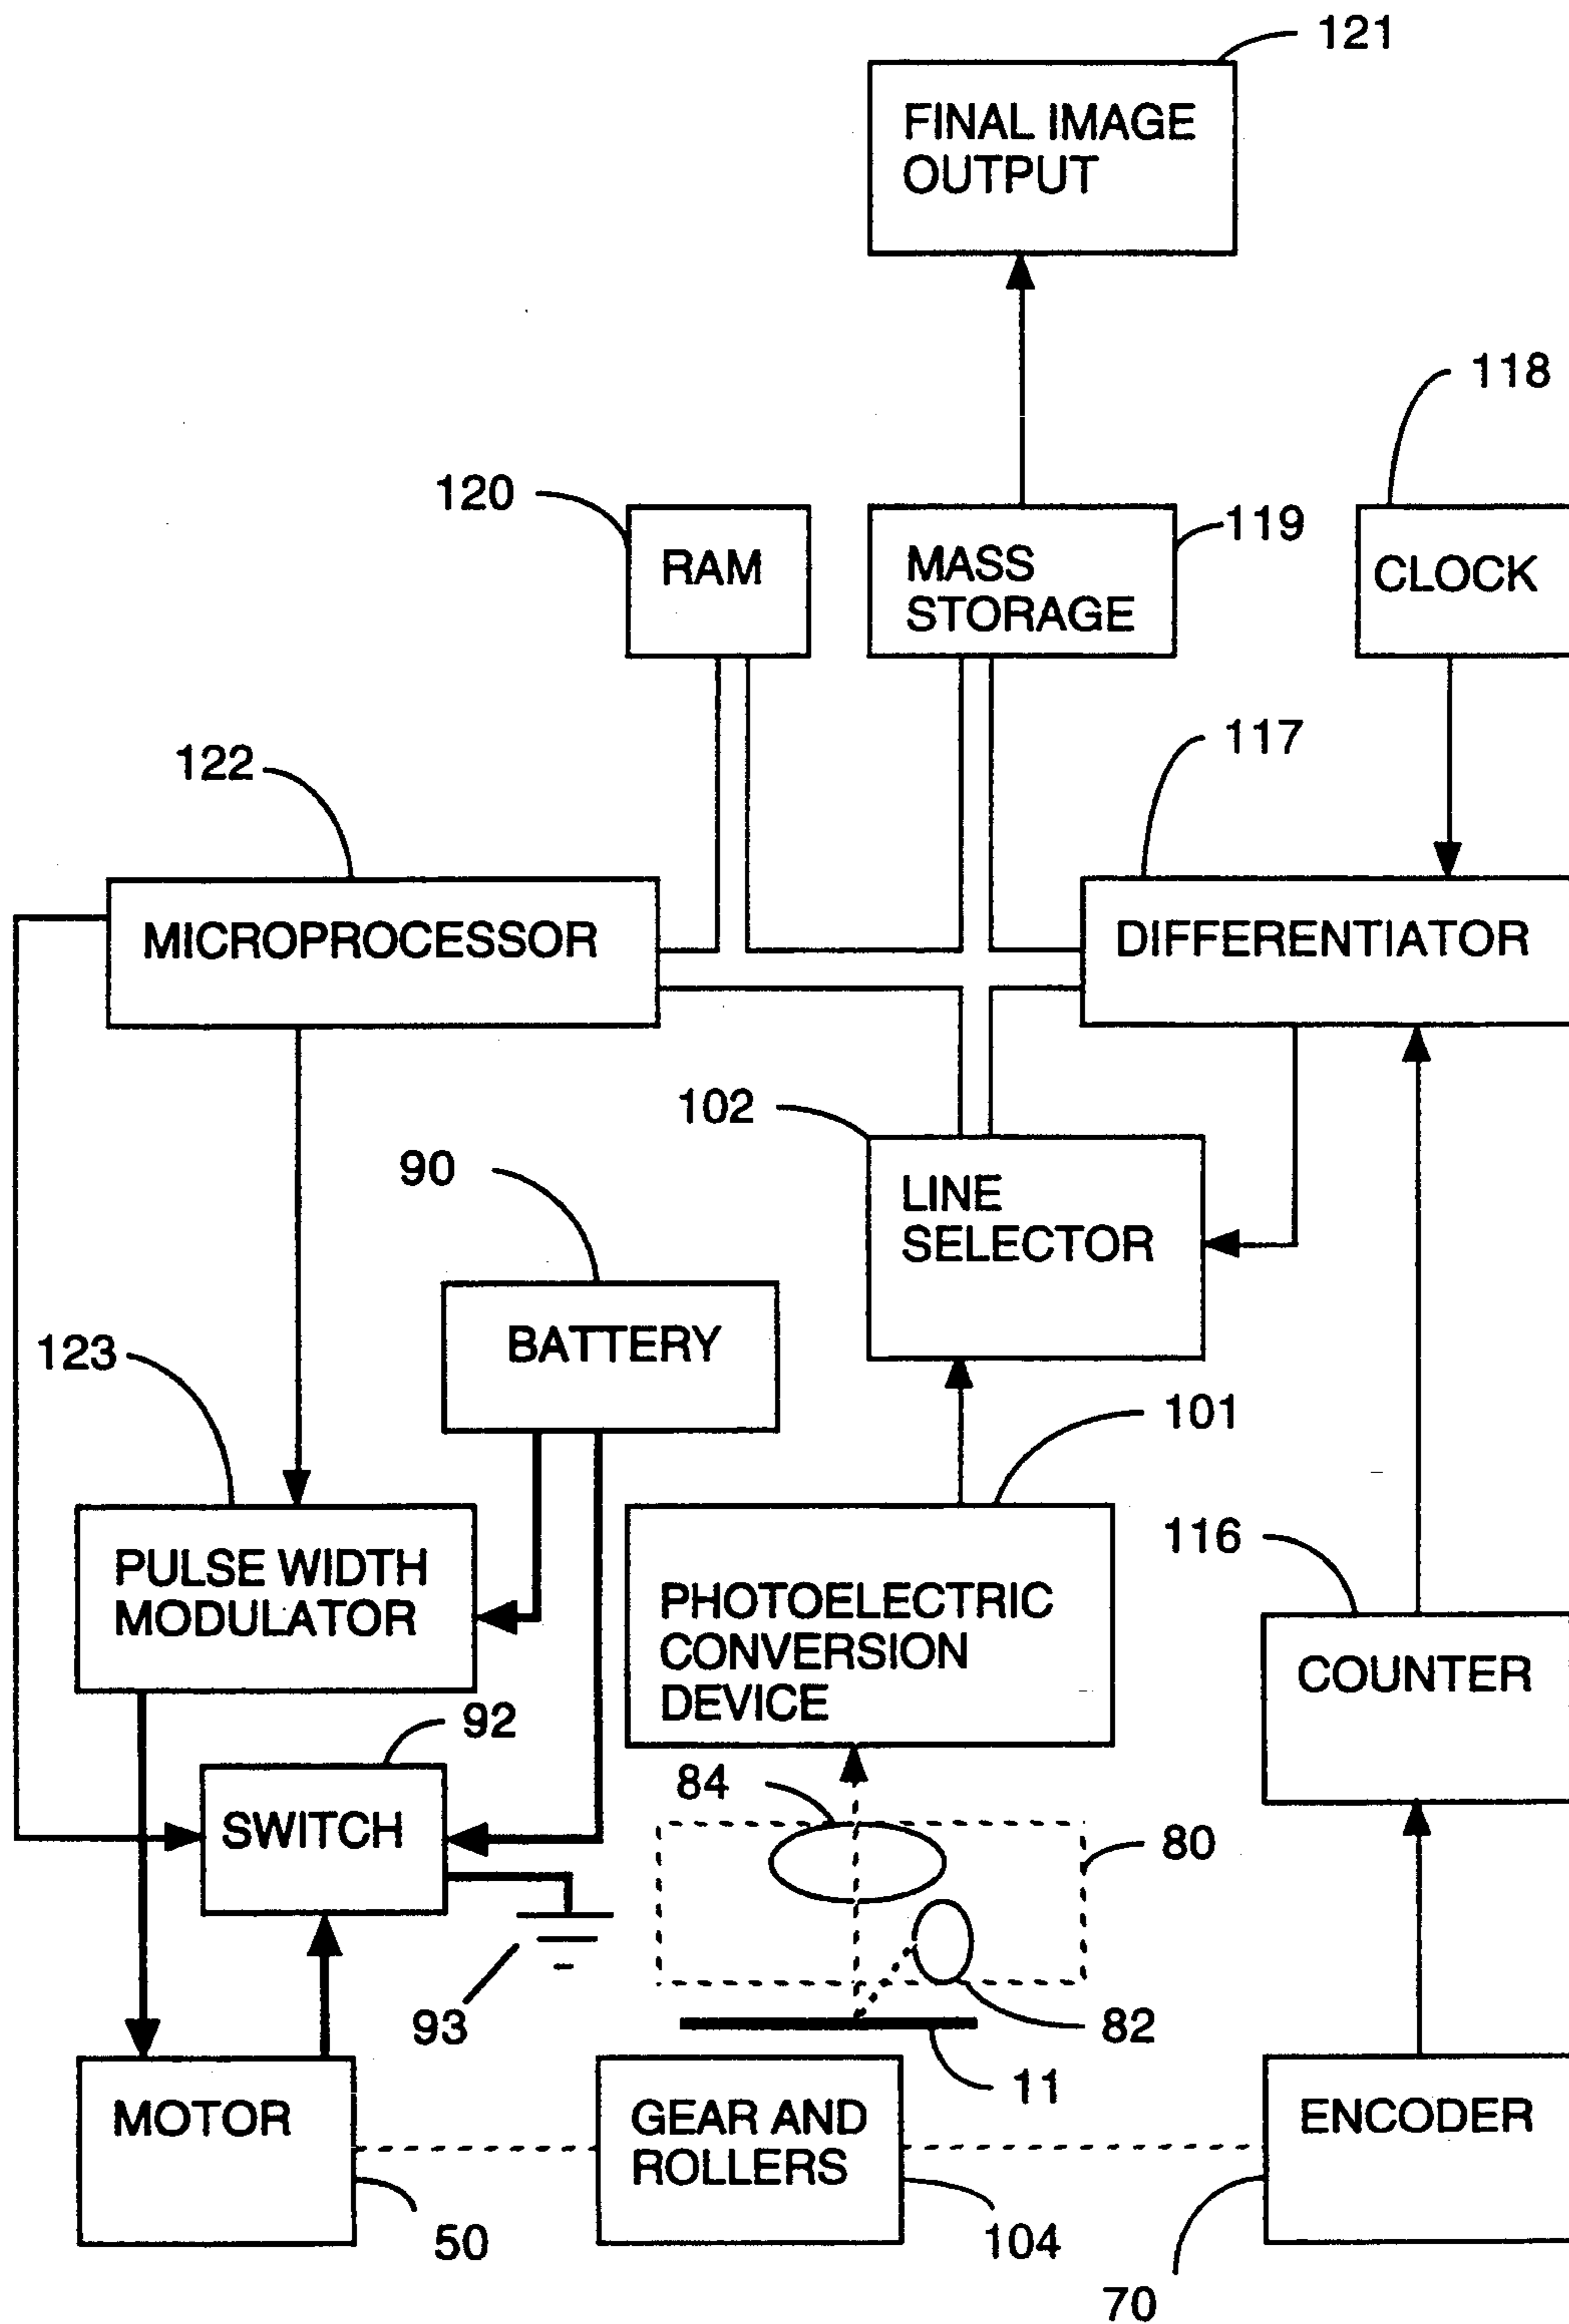 121
FINAL IMAGE
OUTPUT
118
120
119
RAM
MASS
STORAGE
CLOCK
117
122
MICROPROCESSOR
DIFFERENTIATOR
102
90
LINE
SELECTOR
BATTERY
123
101
116
PULSE WIDTH
MODULATOR
PHOTOELECTRIC
CONVERSION
DEVICE
COUNTER
92
84
SWITCH
80
93
82
11
MOTOR
GEAR AND
ROLLERS
ENCODER
50
104
70